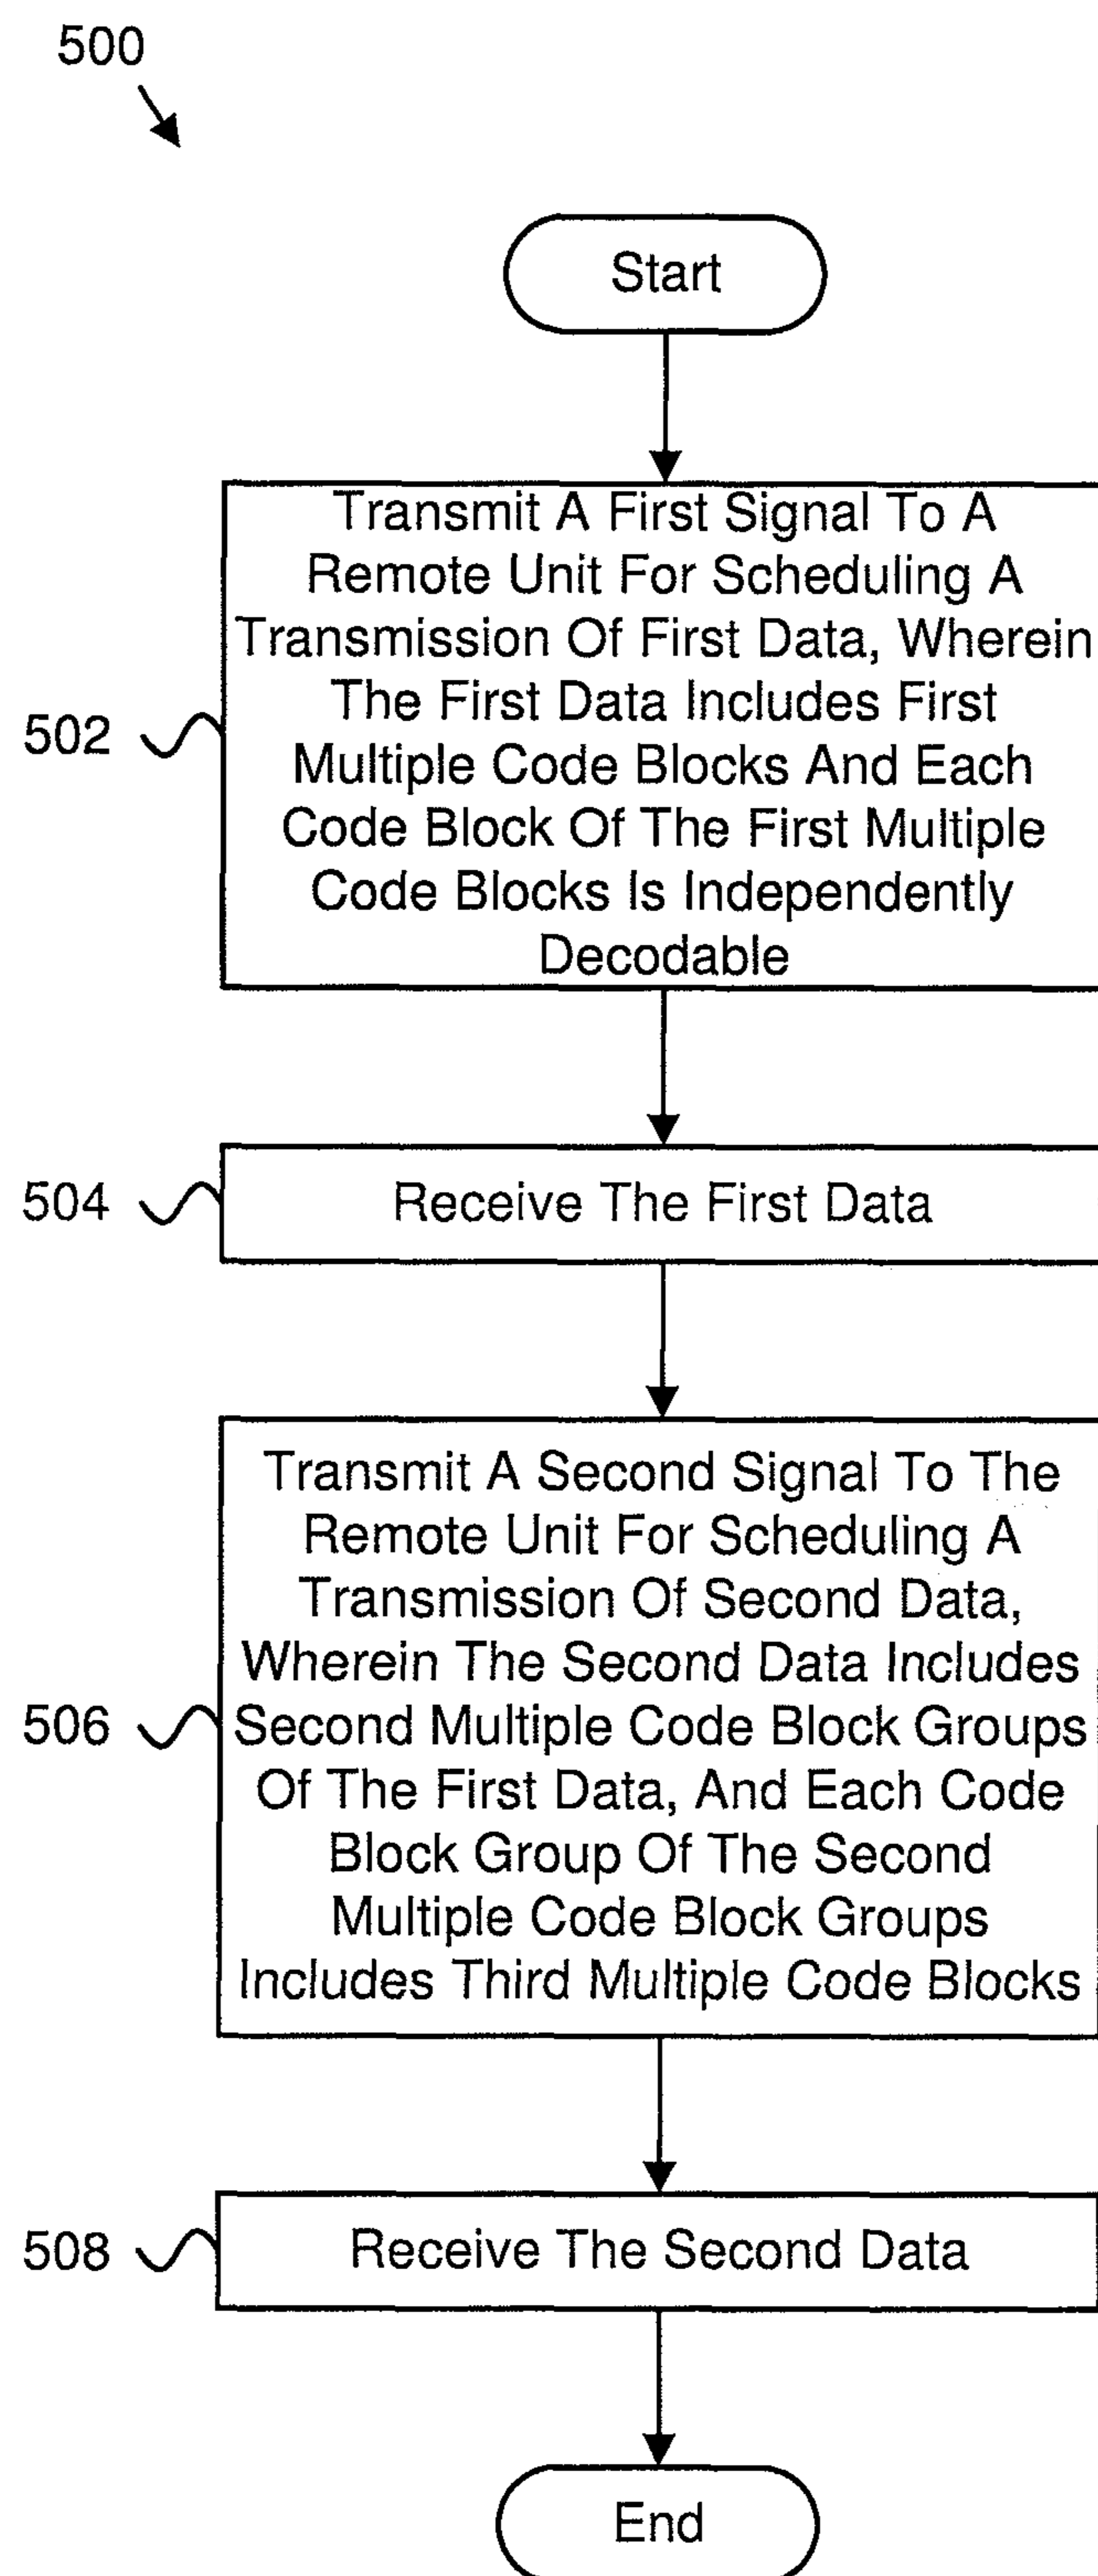 500
Start
Transmit A First Signal To A
Remote Unit For Scheduling A
Transmission Of First Data, Wherein
The First Data Includes First
Multiple Code Blocks And Each
Code Block Of The First Multiple
Code Blocks Is Independently
Decodable
502
504
Receive The First Data
Transmit A Second Signal To The
Remote Unit For Scheduling A
Transmission Of Second Data,
Wherein The Second Data Includes
Second Multiple Code Block Groups
Of The First Data, And Each Code
Block Group Of The Second
Multiple Code Block Groups
Includes Third Multiple Code Blocks
506
508
Receive The Second Data
End